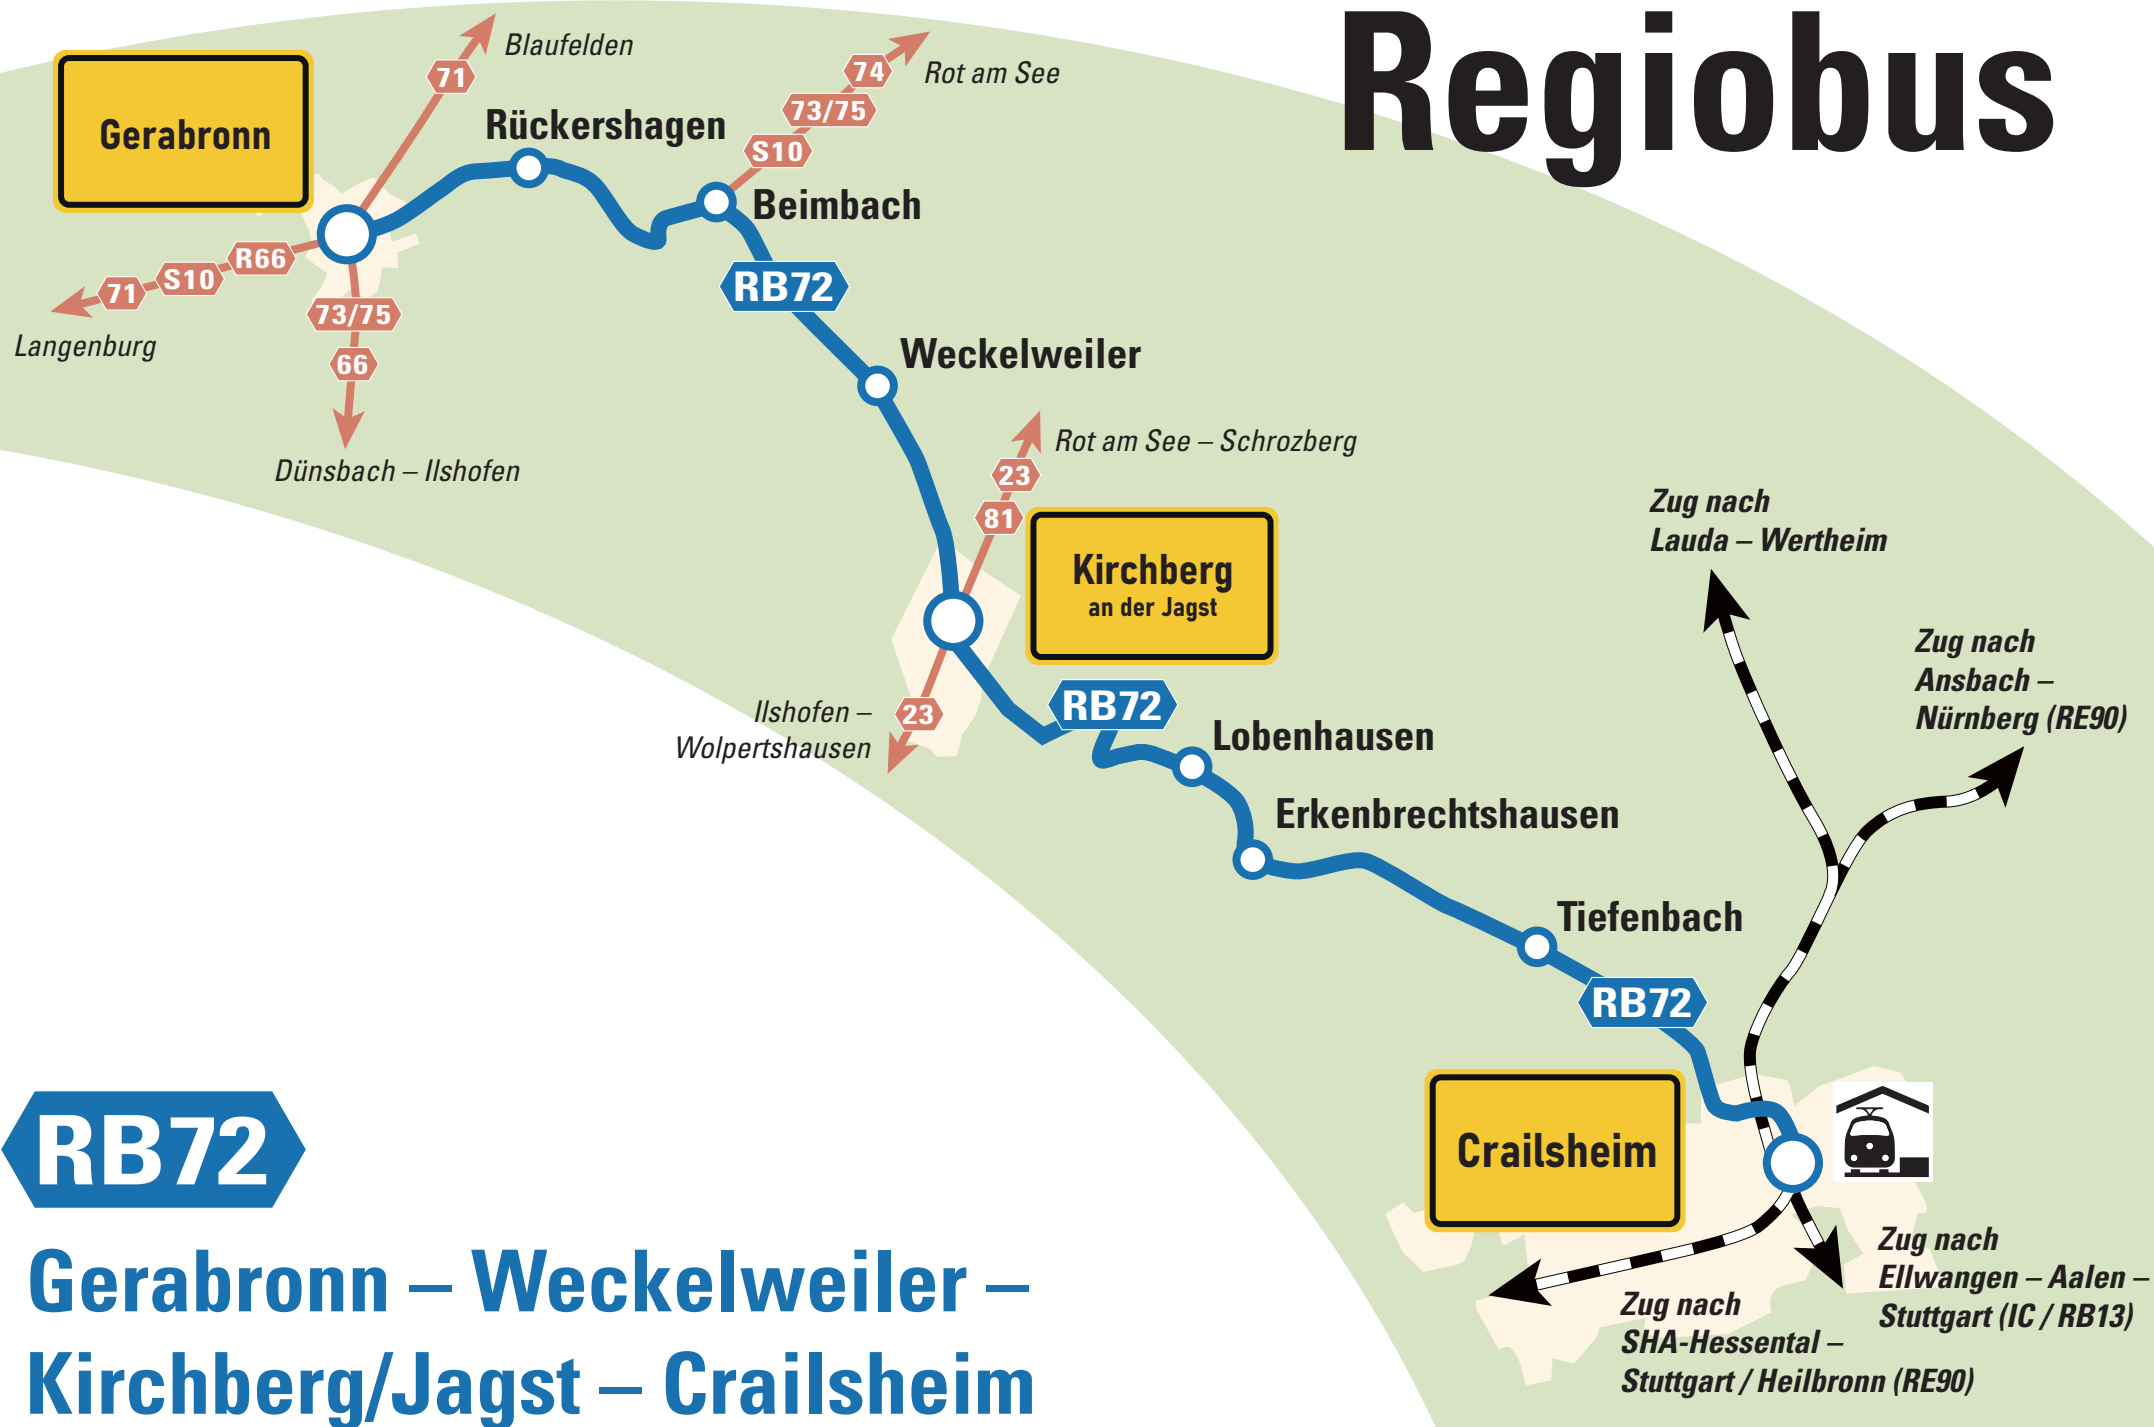 Regiobus
Blaufelden
71
74
Rot am See
73/75
S10
Gerabronn
Rückershagen
Beimbach
RB72
R66
S10
71
Langenburg
73/75
66
Dünsbach – Ilshofen
Weckelweiler
Rot am See – Schrozberg
23
81
Kirchberg
an der Jagst
Ilshofen –
Wolpertshausen
23
RB72
Lobenhausen
Erkenbrechtshausen
Tiefenbach
RB72
Zug nach
Lauda – Wertheim
Zug nach
Ansbach –
Nürnberg (RE90)
Crailsheim
Zug nach
Ellwangen – Aalen –
Stuttgart (IC / RB13)
Zug nach
SHA-Hessental –
Stuttgart / Heilbronn (RE90)
RB72
Gerabronn – Weckelweiler –
Kirchberg/Jagst – Crailsheim